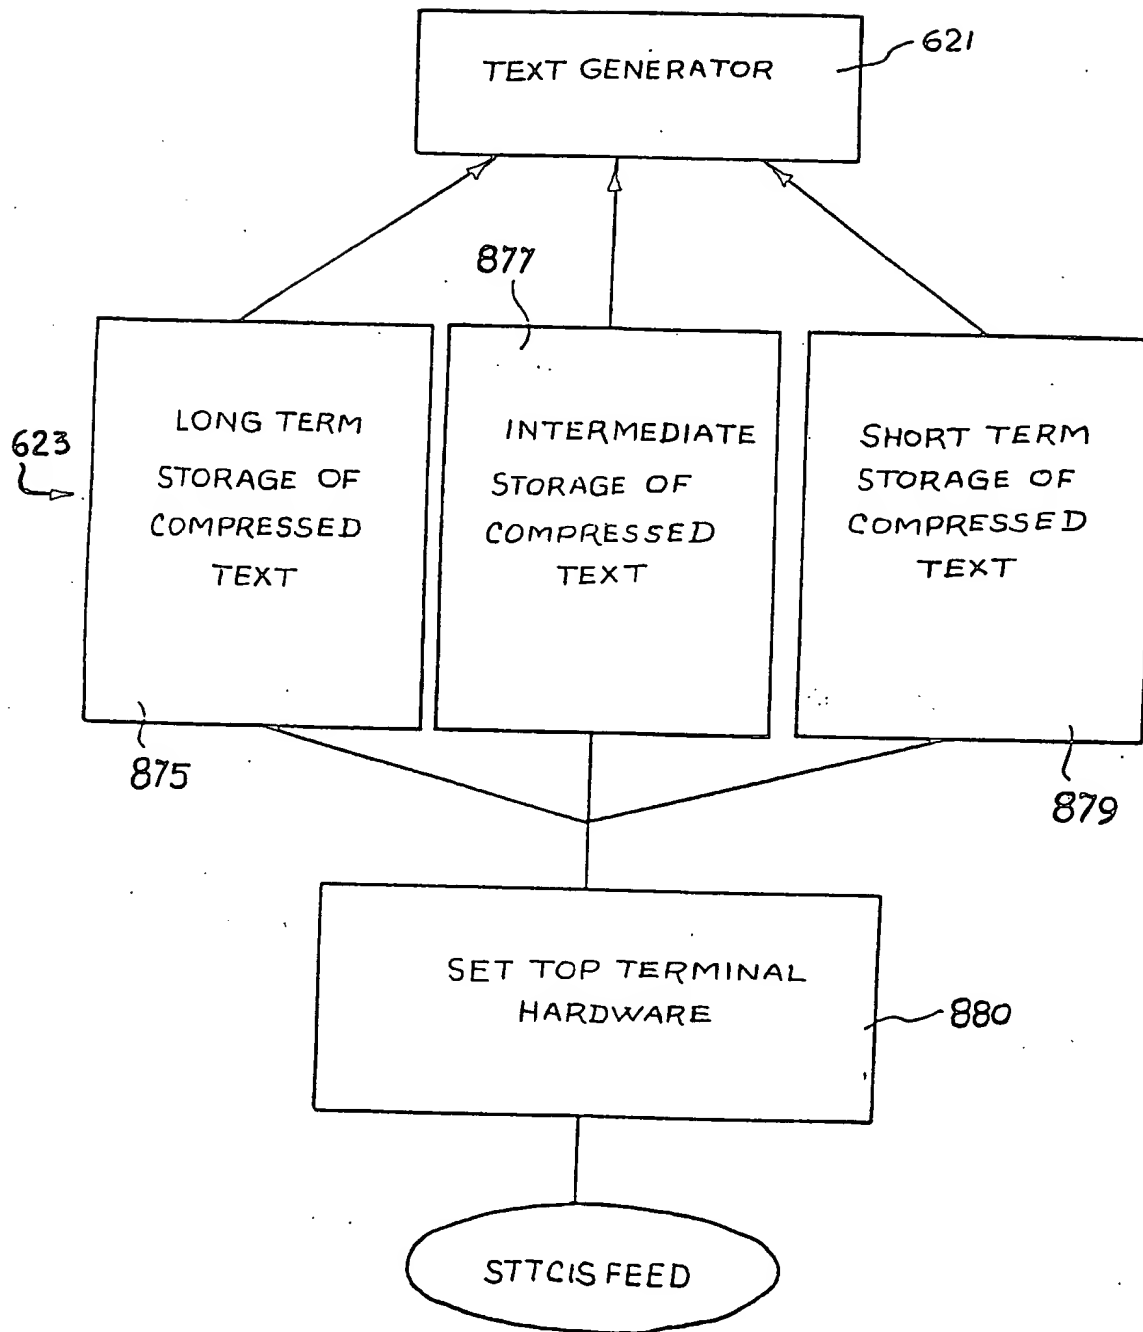 TEXT GENERATOR
621
877
623
LONG TERM
STORAGE OF
COMPRESSED
TEXT
INTERMEDIATE
STORAGE OF
COMPRESSED
TEXT
SHORT TERM
STORAGE OF
COMPRESSED
TEXT
875
879
SET TOP TERMINAL
HARDWARE
880
STTCIS FEED